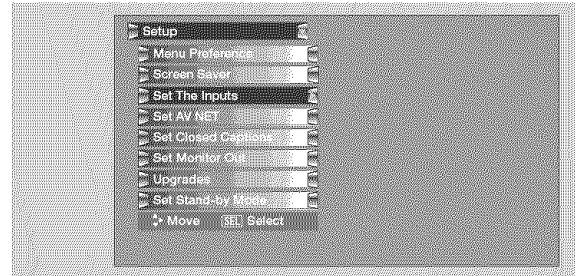 Setup
Menu Preference
Screen Saver
Set The Inputs
Set AV NET
Set Closed Captions
Set Monitor Out
Upgrades
Set Stand-by Mode
Move SEL Select